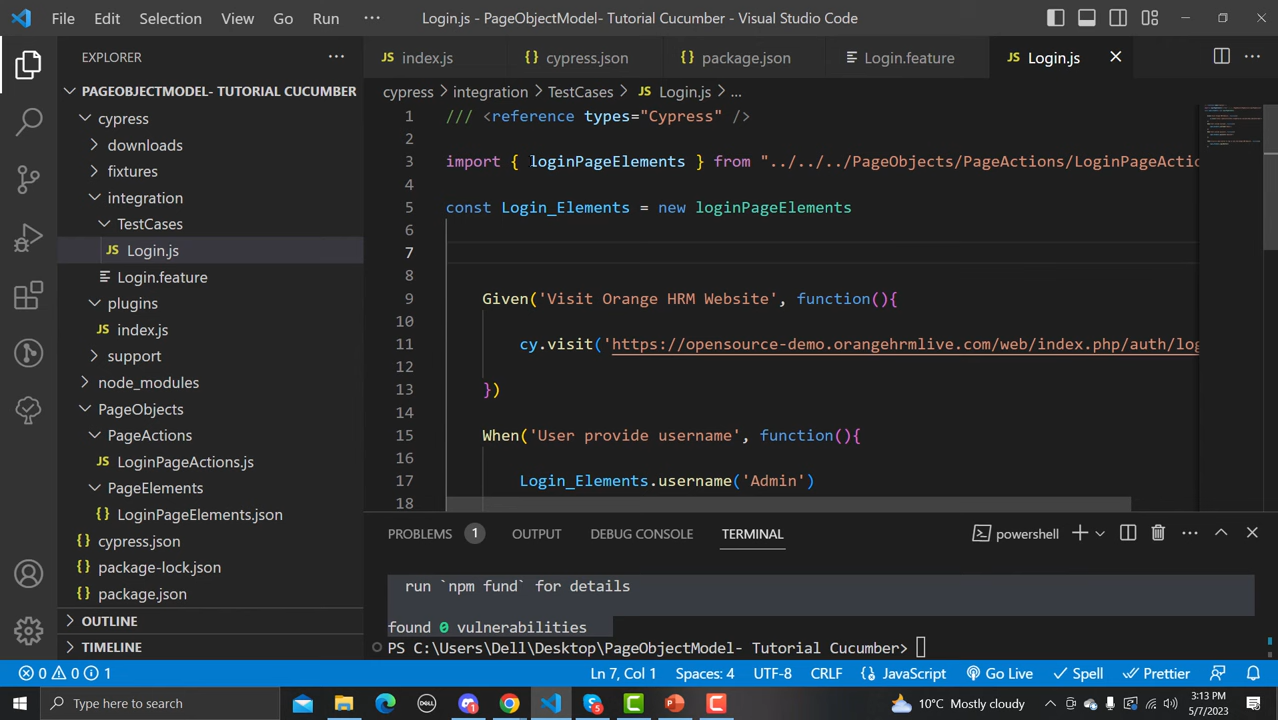 File Edit Selection View Go Run ··· Login.js - PageObjectModel- Tutorial Cucumber - Visual Studio Code
EXPLORER ···
PAGEOBJECTMODEL- TUTORIAL CUCUMBER
cypress
downloads
fixtures
integration
TestCases
JS Login.js
Login.feature
plugins
JS index.js
support
node_modules
PageObjects
PageActions
JS LoginPageActions.js
PageElements
{} LoginPageElements.json
{} cypress.json
{} package-lock.json
{} package.json
OUTLINE
TIMELINE
JS index.js {} cypress.json {} package.json Login.feature JS Login.js
cypress > integration > TestCases > JS Login.js > ...
1 /// <reference types="Cypress" />
2
3 import { loginPageElements } from "../../../PageObjects/PageActions/LoginPageActio
4
5 const Login_Elements = new loginPageElements
6
7
8
9 Given('Visit Orange HRM Website', function(){
10
11 cy.visit('https://opensource-demo.orangehrmlive.com/web/index.php/auth/log
12
13 })
14
15 When('User provide username', function(){
16
17 Login_Elements.username('Admin')
18
PROBLEMS 1 OUTPUT DEBUG CONSOLE TERMINAL powershell
run `npm fund` for details
found 0 vulnerabilities
PS C:\Users\Dell\Desktop\PageObjectModel- Tutorial Cucumber>
0 0 1 Ln 7, Col 1 Spaces: 4 UTF-8 CRLF JavaScript Go Live Spell Prettier
Type here to search 10°C Mostly cloudy 3:13 PM
5/7/2023